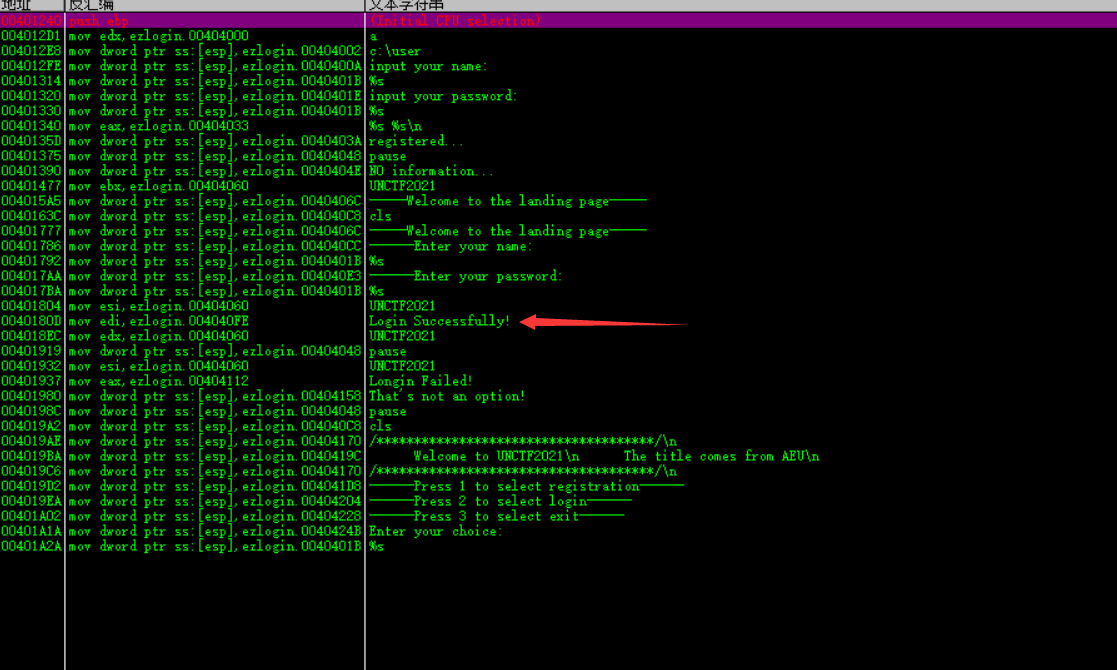 地址 反汇编 文本字符串
00401240 push ebp (Initial CPU selection)
004012D1 mov edx,ezlogin.00404000 a
004012E8 mov dword ptr ss:[esp],ezlogin.00404002 c:\user
004012FE mov dword ptr ss:[esp],ezlogin.0040400A input your name:
00401314 mov dword ptr ss:[esp],ezlogin.0040401B %s
00401320 mov dword ptr ss:[esp],ezlogin.0040401E input your password:
00401330 mov dword ptr ss:[esp],ezlogin.0040401B %s
00401340 mov eax,ezlogin.00404033 %s %s\n
0040135D mov dword ptr ss:[esp],ezlogin.0040403A registered...
00401375 mov dword ptr ss:[esp],ezlogin.00404048 pause
00401390 mov dword ptr ss:[esp],ezlogin.0040404E NO information...
00401477 mov ebx,ezlogin.00404060 UNCTF2021
004015A5 mov dword ptr ss:[esp],ezlogin.0040406C ─────Welcome to the landing page─────
0040163C mov dword ptr ss:[esp],ezlogin.004040C8 cls
00401777 mov dword ptr ss:[esp],ezlogin.0040406C ─────Welcome to the landing page─────
00401786 mov dword ptr ss:[esp],ezlogin.004040CC ──────Enter your name:
00401792 mov dword ptr ss:[esp],ezlogin.0040401B %s
004017AA mov dword ptr ss:[esp],ezlogin.004040E3 ──────Enter your password:
004017BA mov dword ptr ss:[esp],ezlogin.0040401B %s
00401804 mov esi,ezlogin.00404060 UNCTF2021
0040180D mov edi,ezlogin.004040FE Login Successfully!
004018EC mov edx,ezlogin.00404060 UNCTF2021
00401919 mov dword ptr ss:[esp],ezlogin.00404048 pause
00401932 mov esi,ezlogin.00404060 UNCTF2021
00401937 mov eax,ezlogin.00404112 Longin Failed!
00401980 mov dword ptr ss:[esp],ezlogin.00404158 That's not an option!
0040198C mov dword ptr ss:[esp],ezlogin.00404048 pause
004019A2 mov dword ptr ss:[esp],ezlogin.004040C8 cls
004019AE mov dword ptr ss:[esp],ezlogin.00404170 /*************************************/\n
004019BA mov dword ptr ss:[esp],ezlogin.0040419C Welcome to UNCTF2021\n The title comes from AEU\n
004019C6 mov dword ptr ss:[esp],ezlogin.00404170 /*************************************/\n
004019D2 mov dword ptr ss:[esp],ezlogin.004041D8 ──────Press 1 to select registration──────
004019EA mov dword ptr ss:[esp],ezlogin.00404204 ──────Press 2 to select login──────
00401A02 mov dword ptr ss:[esp],ezlogin.00404228 ──────Press 3 to select exit──────
00401A1A mov dword ptr ss:[esp],ezlogin.0040424B Enter your choice:
00401A2A mov dword ptr ss:[esp],ezlogin.0040401B %s